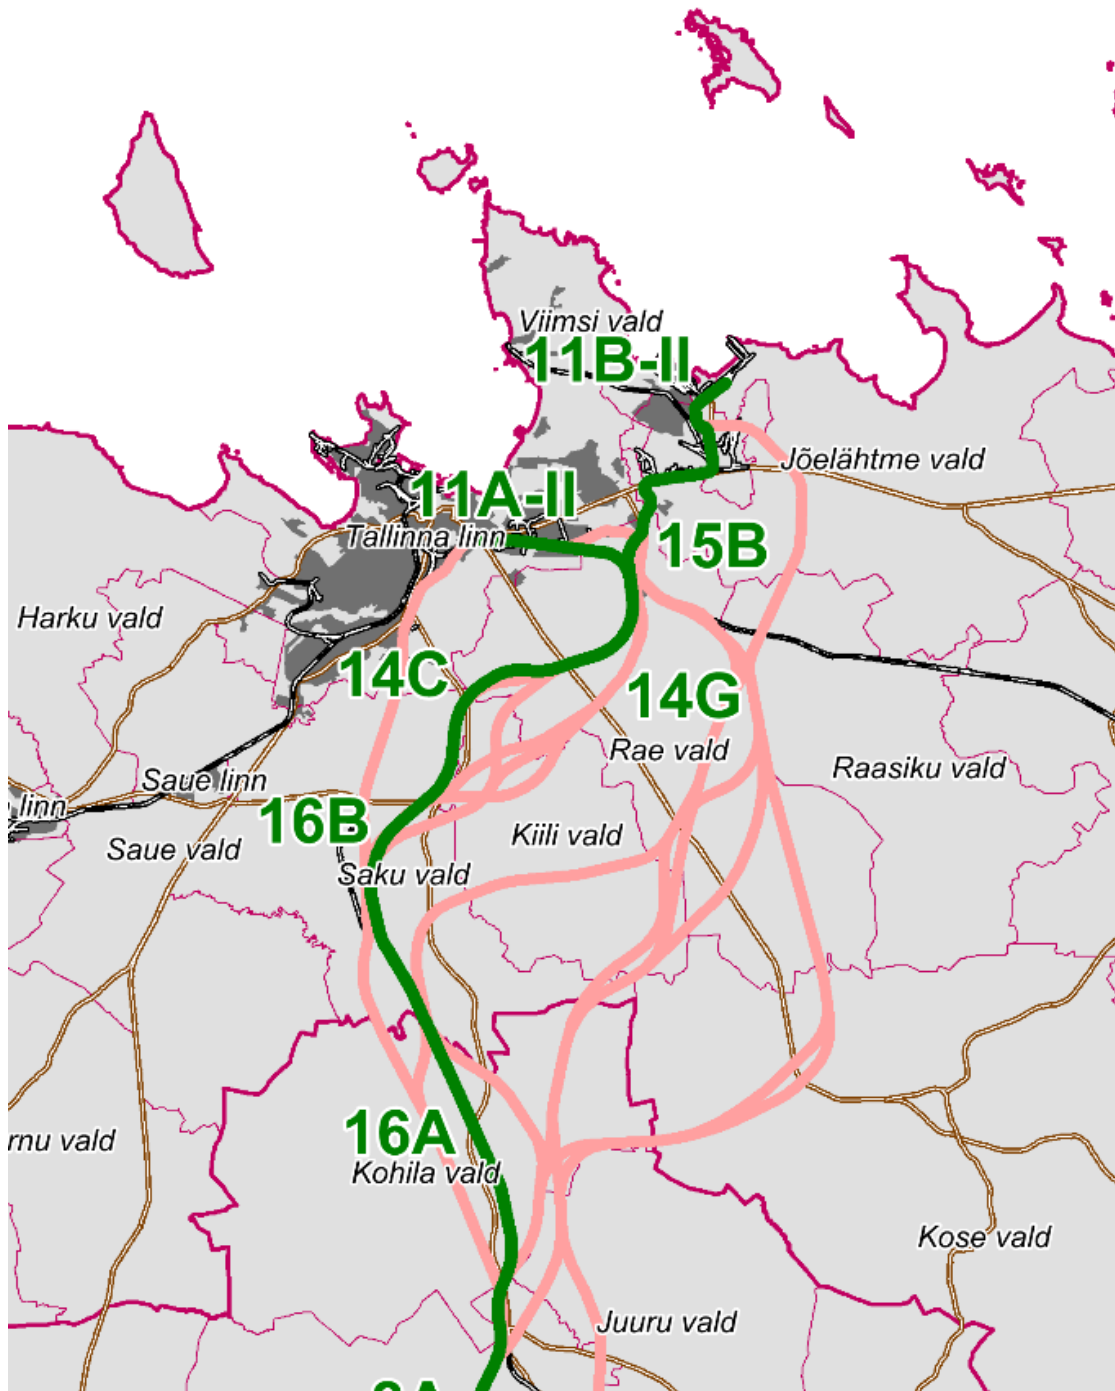 Viimsi vald
11B-II
Jõelähtme vald
11A-II
Tallinna linn
15B
Harku vald
14C
14G
Rae vald
Raasiku vald
Saue linn
linn
16B
Kiili vald
Saue vald
Saku vald
16A
rnu vald
Kohila vald
Kose vald
Juuru vald